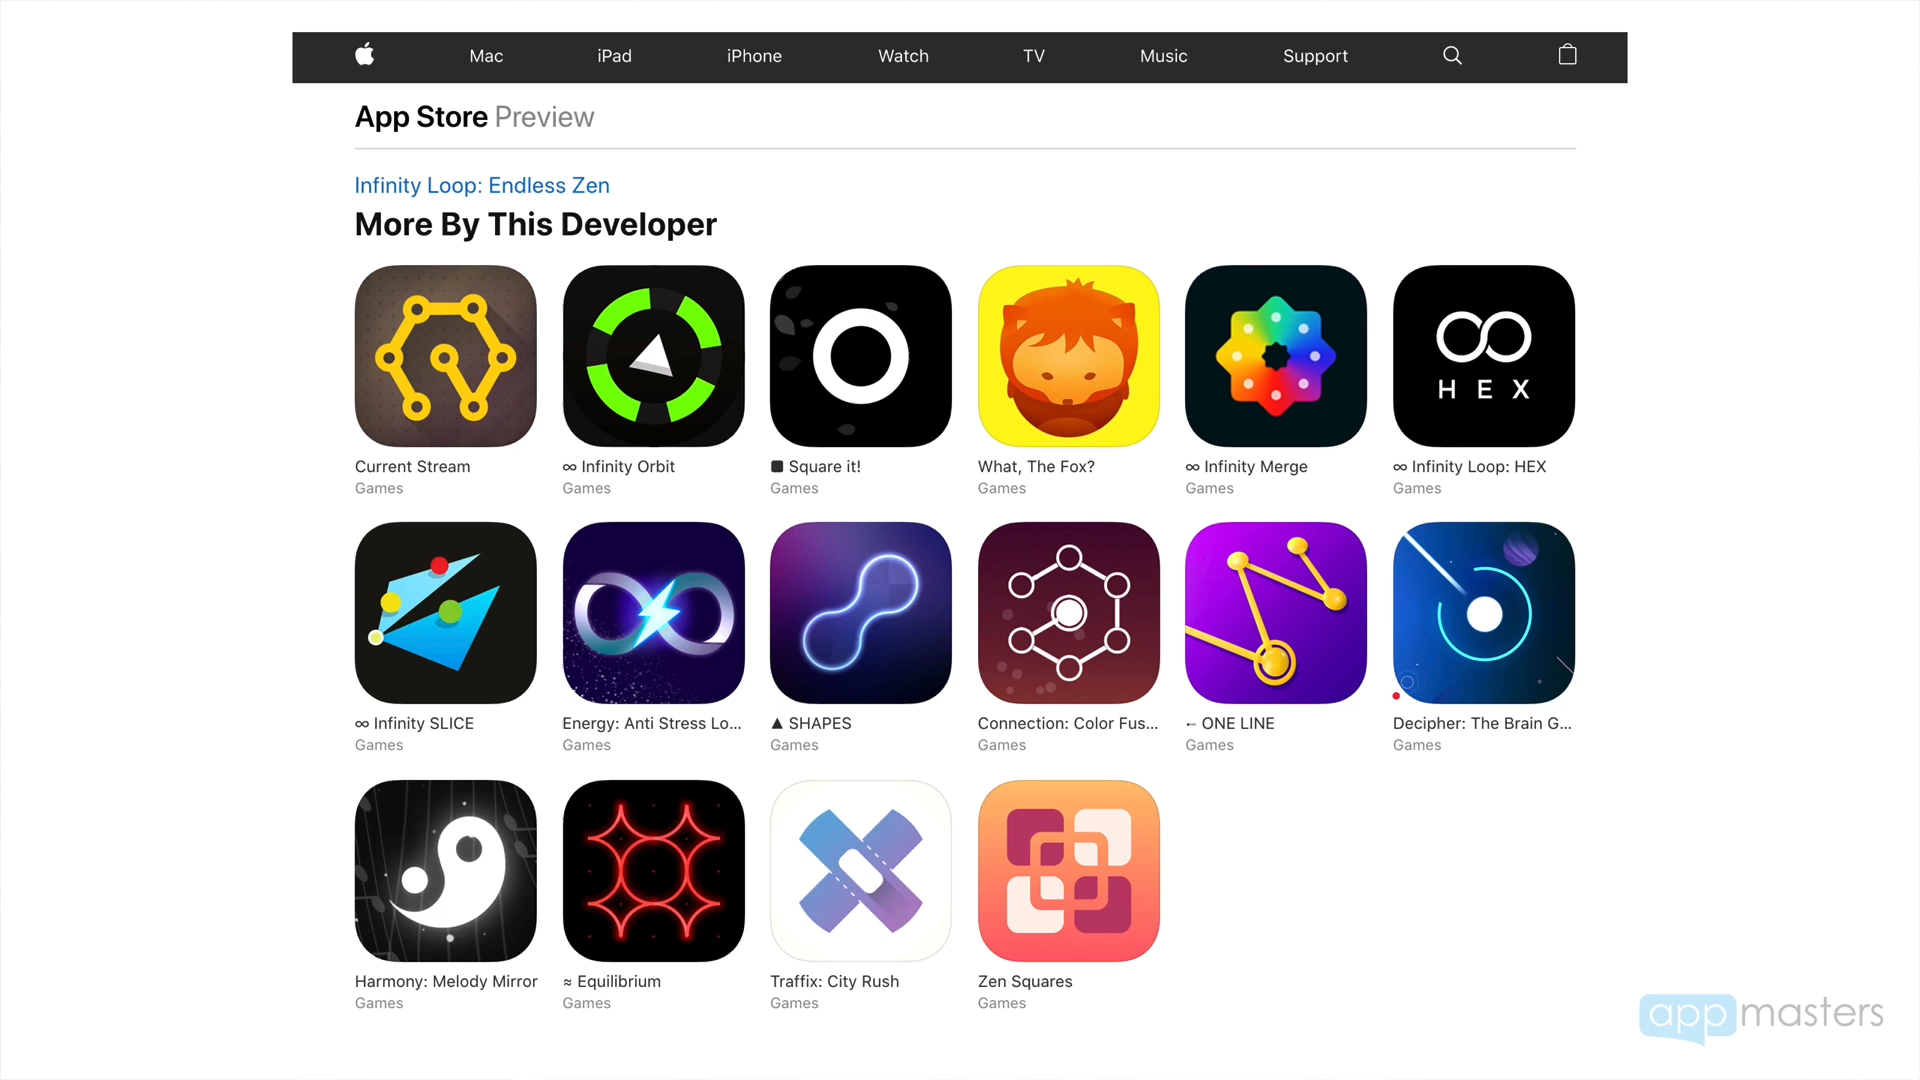 Mac iPad iPhone Watch TV Music Support
App Store Preview
Infinity Loop: Endless Zen
More By This Developer
HEX
Current Stream
Games
∞ Infinity Orbit
Games
■ Square it!
Games
What, The Fox?
Games
∞ Infinity Merge
Games
∞ Infinity Loop: HEX
Games
∞ Infinity SLICE
Games
Energy: Anti Stress Lo...
Games
▲ SHAPES
Games
Connection: Color Fus...
Games
⊷ ONE LINE
Games
Decipher: The Brain G...
Games
Harmony: Melody Mirror
Games
≈ Equilibrium
Games
Traffix: City Rush
Games
Zen Squares
Games
app masters